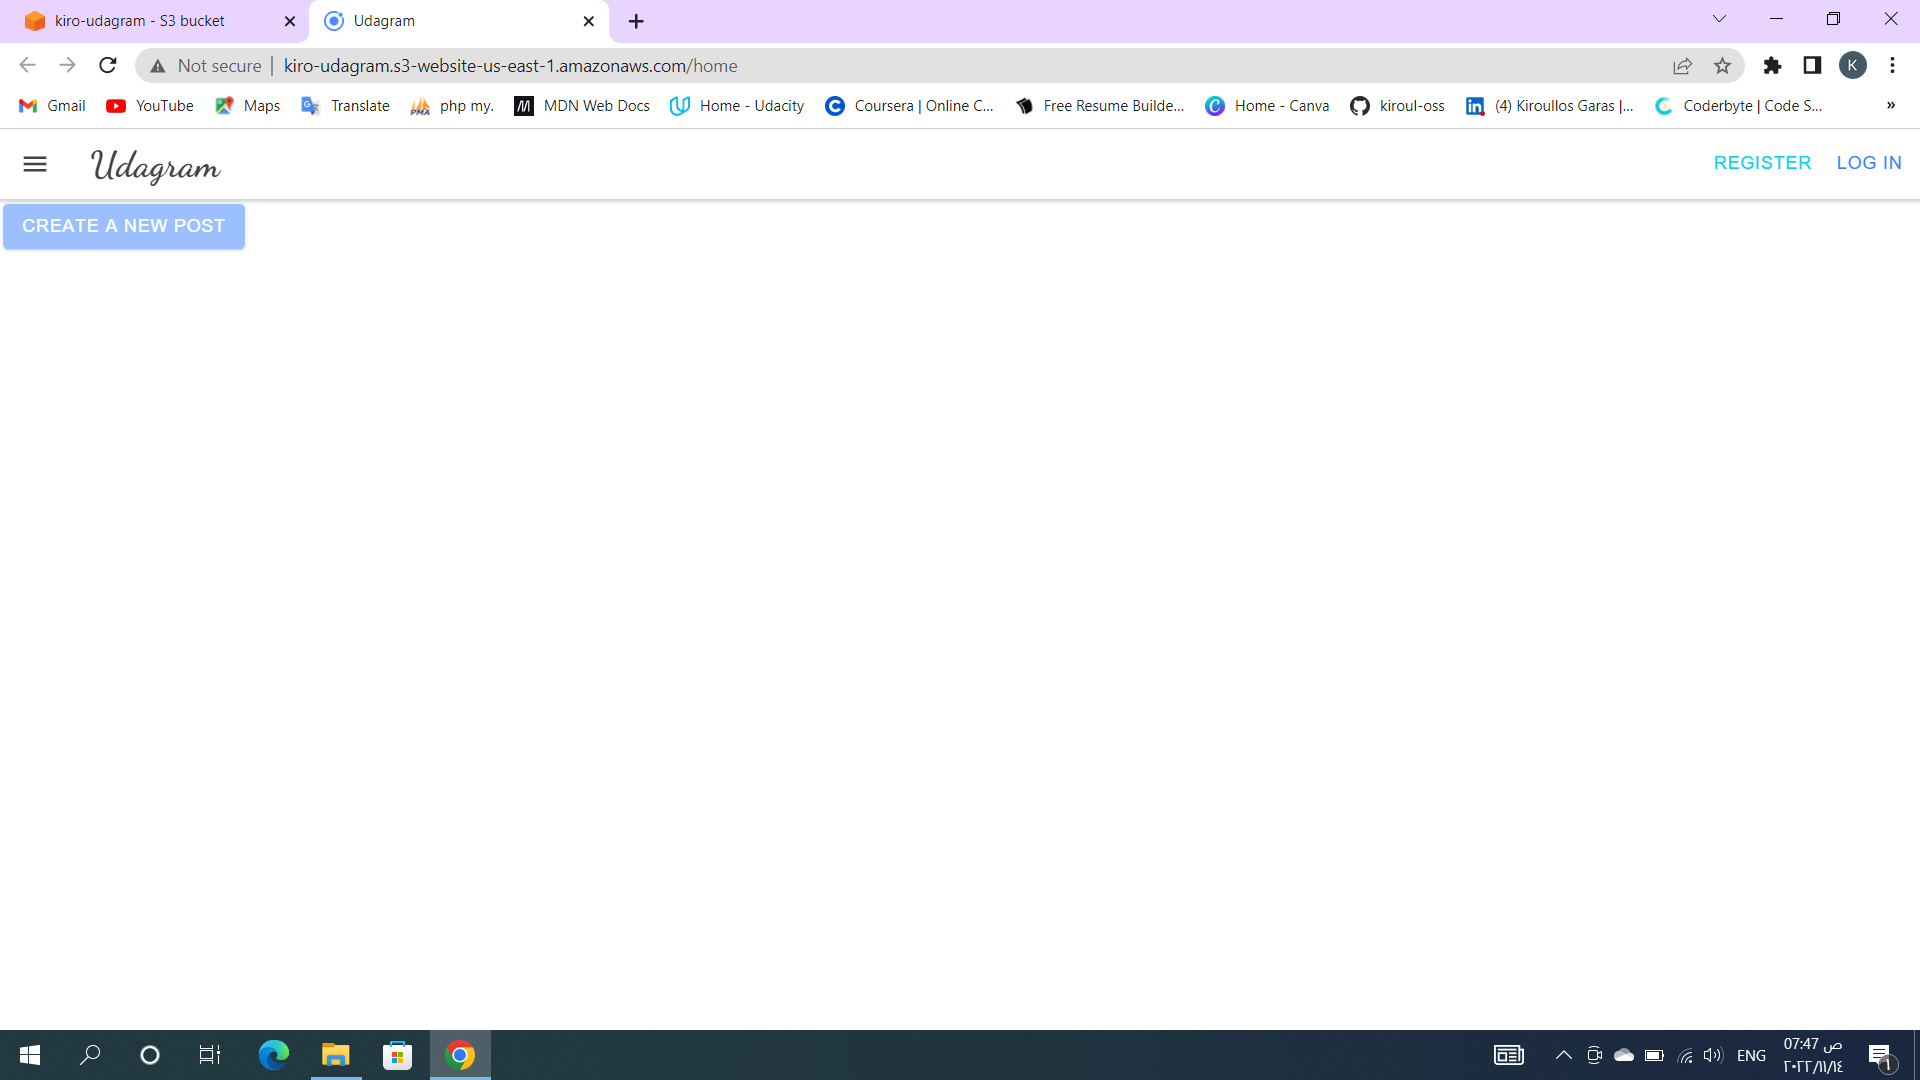 kiro-udagram - S3 bucket
Udagram
Not secure
kiro-udagram.s3-website-us-east-1.amazonaws.com/home
K
Gmail
YouTube
Maps
Translate
php my.
MDN Web Docs
Home - Udacity
Coursera | Online C...
Free Resume Builde...
Home - Canva
kiroul-oss
(4) Kiroullos Garas |...
Coderbyte | Code S...
»
Udagram
REGISTER
LOG IN
CREATE A NEW POST
ENG
07:47 ص
٢٠٢٢/١١/١٤
١